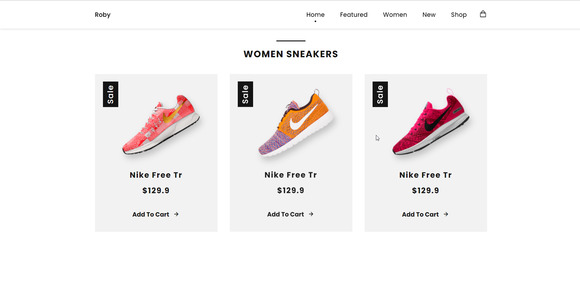 Roby
Home Featured Women New Shop
WOMEN SNEAKERS
Sale Sale Sale
Nike Free Tr Nike Free Tr Nike Free Tr
$129.9 $129.9 $129.9
Add To Cart → Add To Cart → Add To Cart →